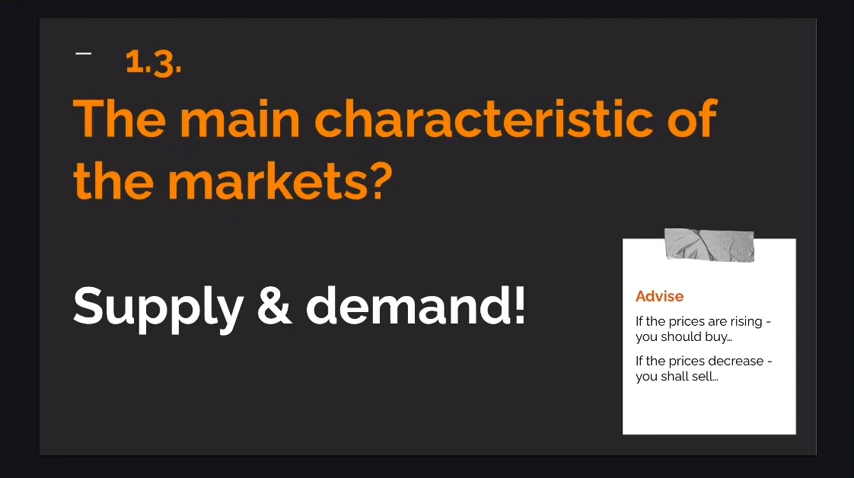 1.3.
The main characteristic of
the markets?
Supply & demand!
Advise
If the prices are rising -
you should buy…
If the prices decrease -
you shall sell…